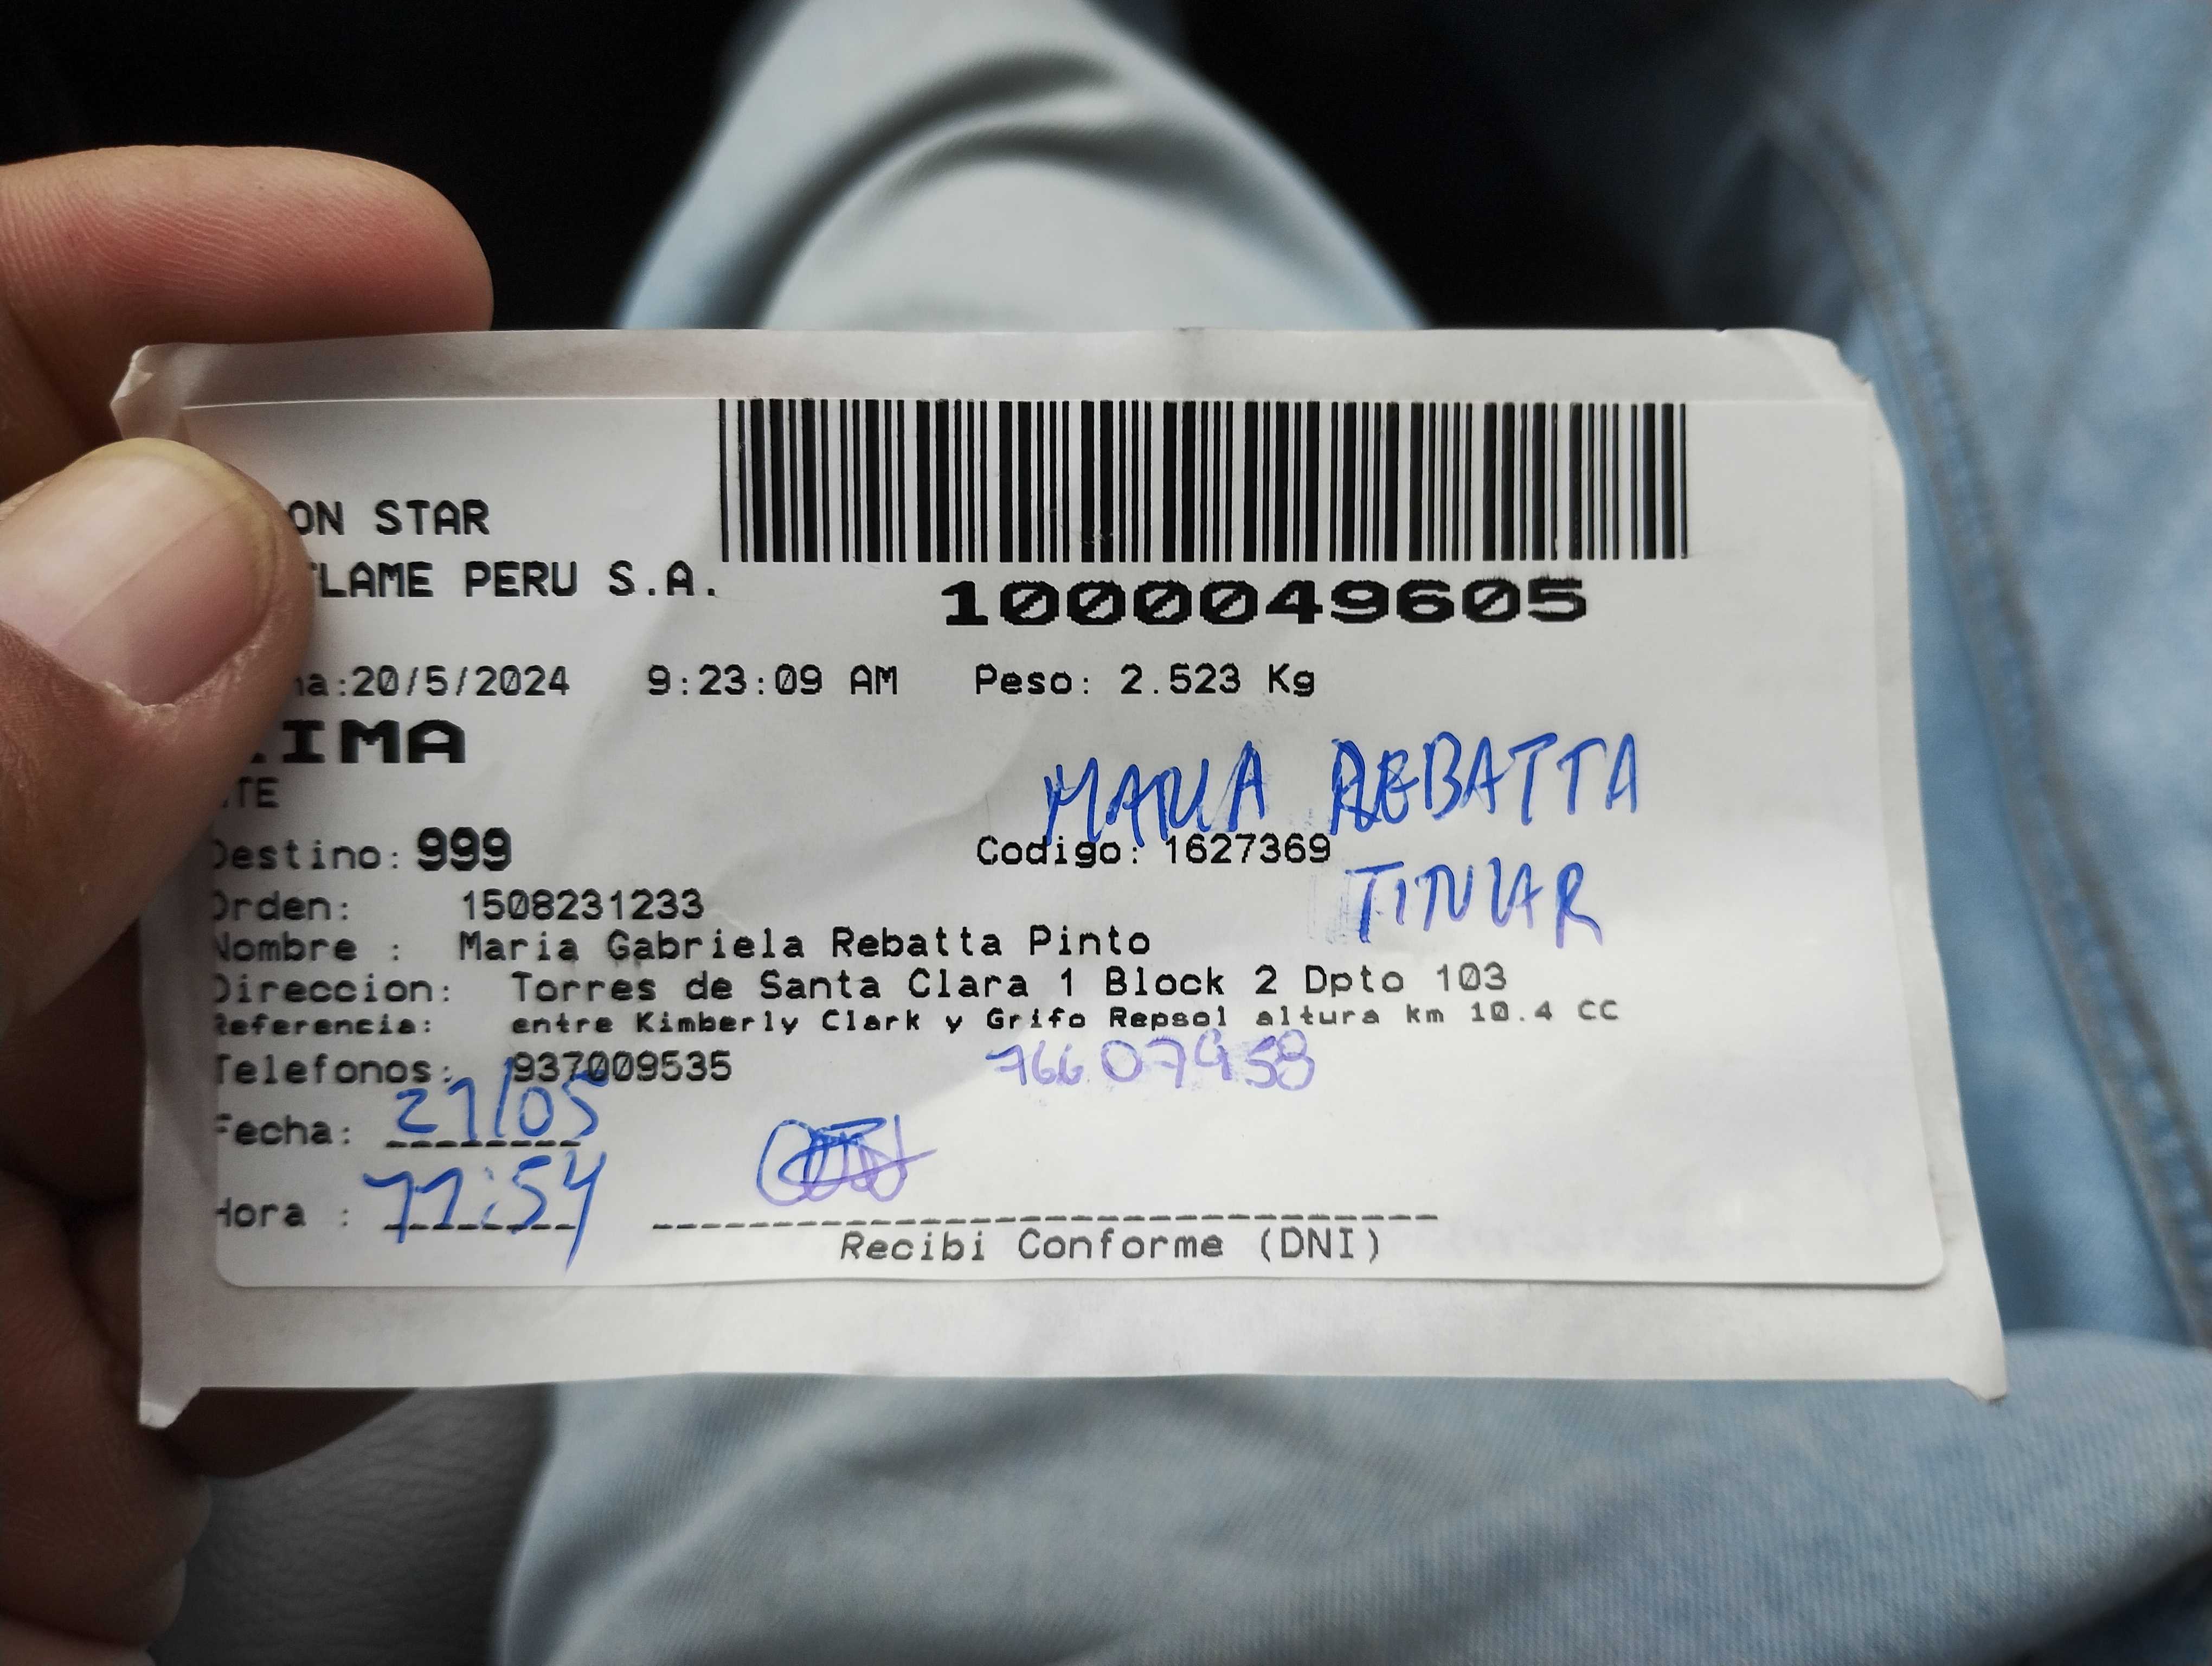 ON STAR
LAME PERU S.A.
1000049605
a:20/5/2024 9:23:09 AM Peso: 2.523 Kg
IMA
TE
MARIA REBATTA
Destino: 999 Codigo: 1627369
TITULAR
Orden: 1508231233
Nombre : Maria Gabriela Rebatta Pinto
Direccion: Torres de Santa Clara 1 Block 2 Dpto 103
Referencia: entre Kimberly Clark y Grifo Repsol altura km 10.4 CC
Telefonos: 937009535
Fecha: 21/05
Hora : 11:54
Recibi Conforme (DNI)